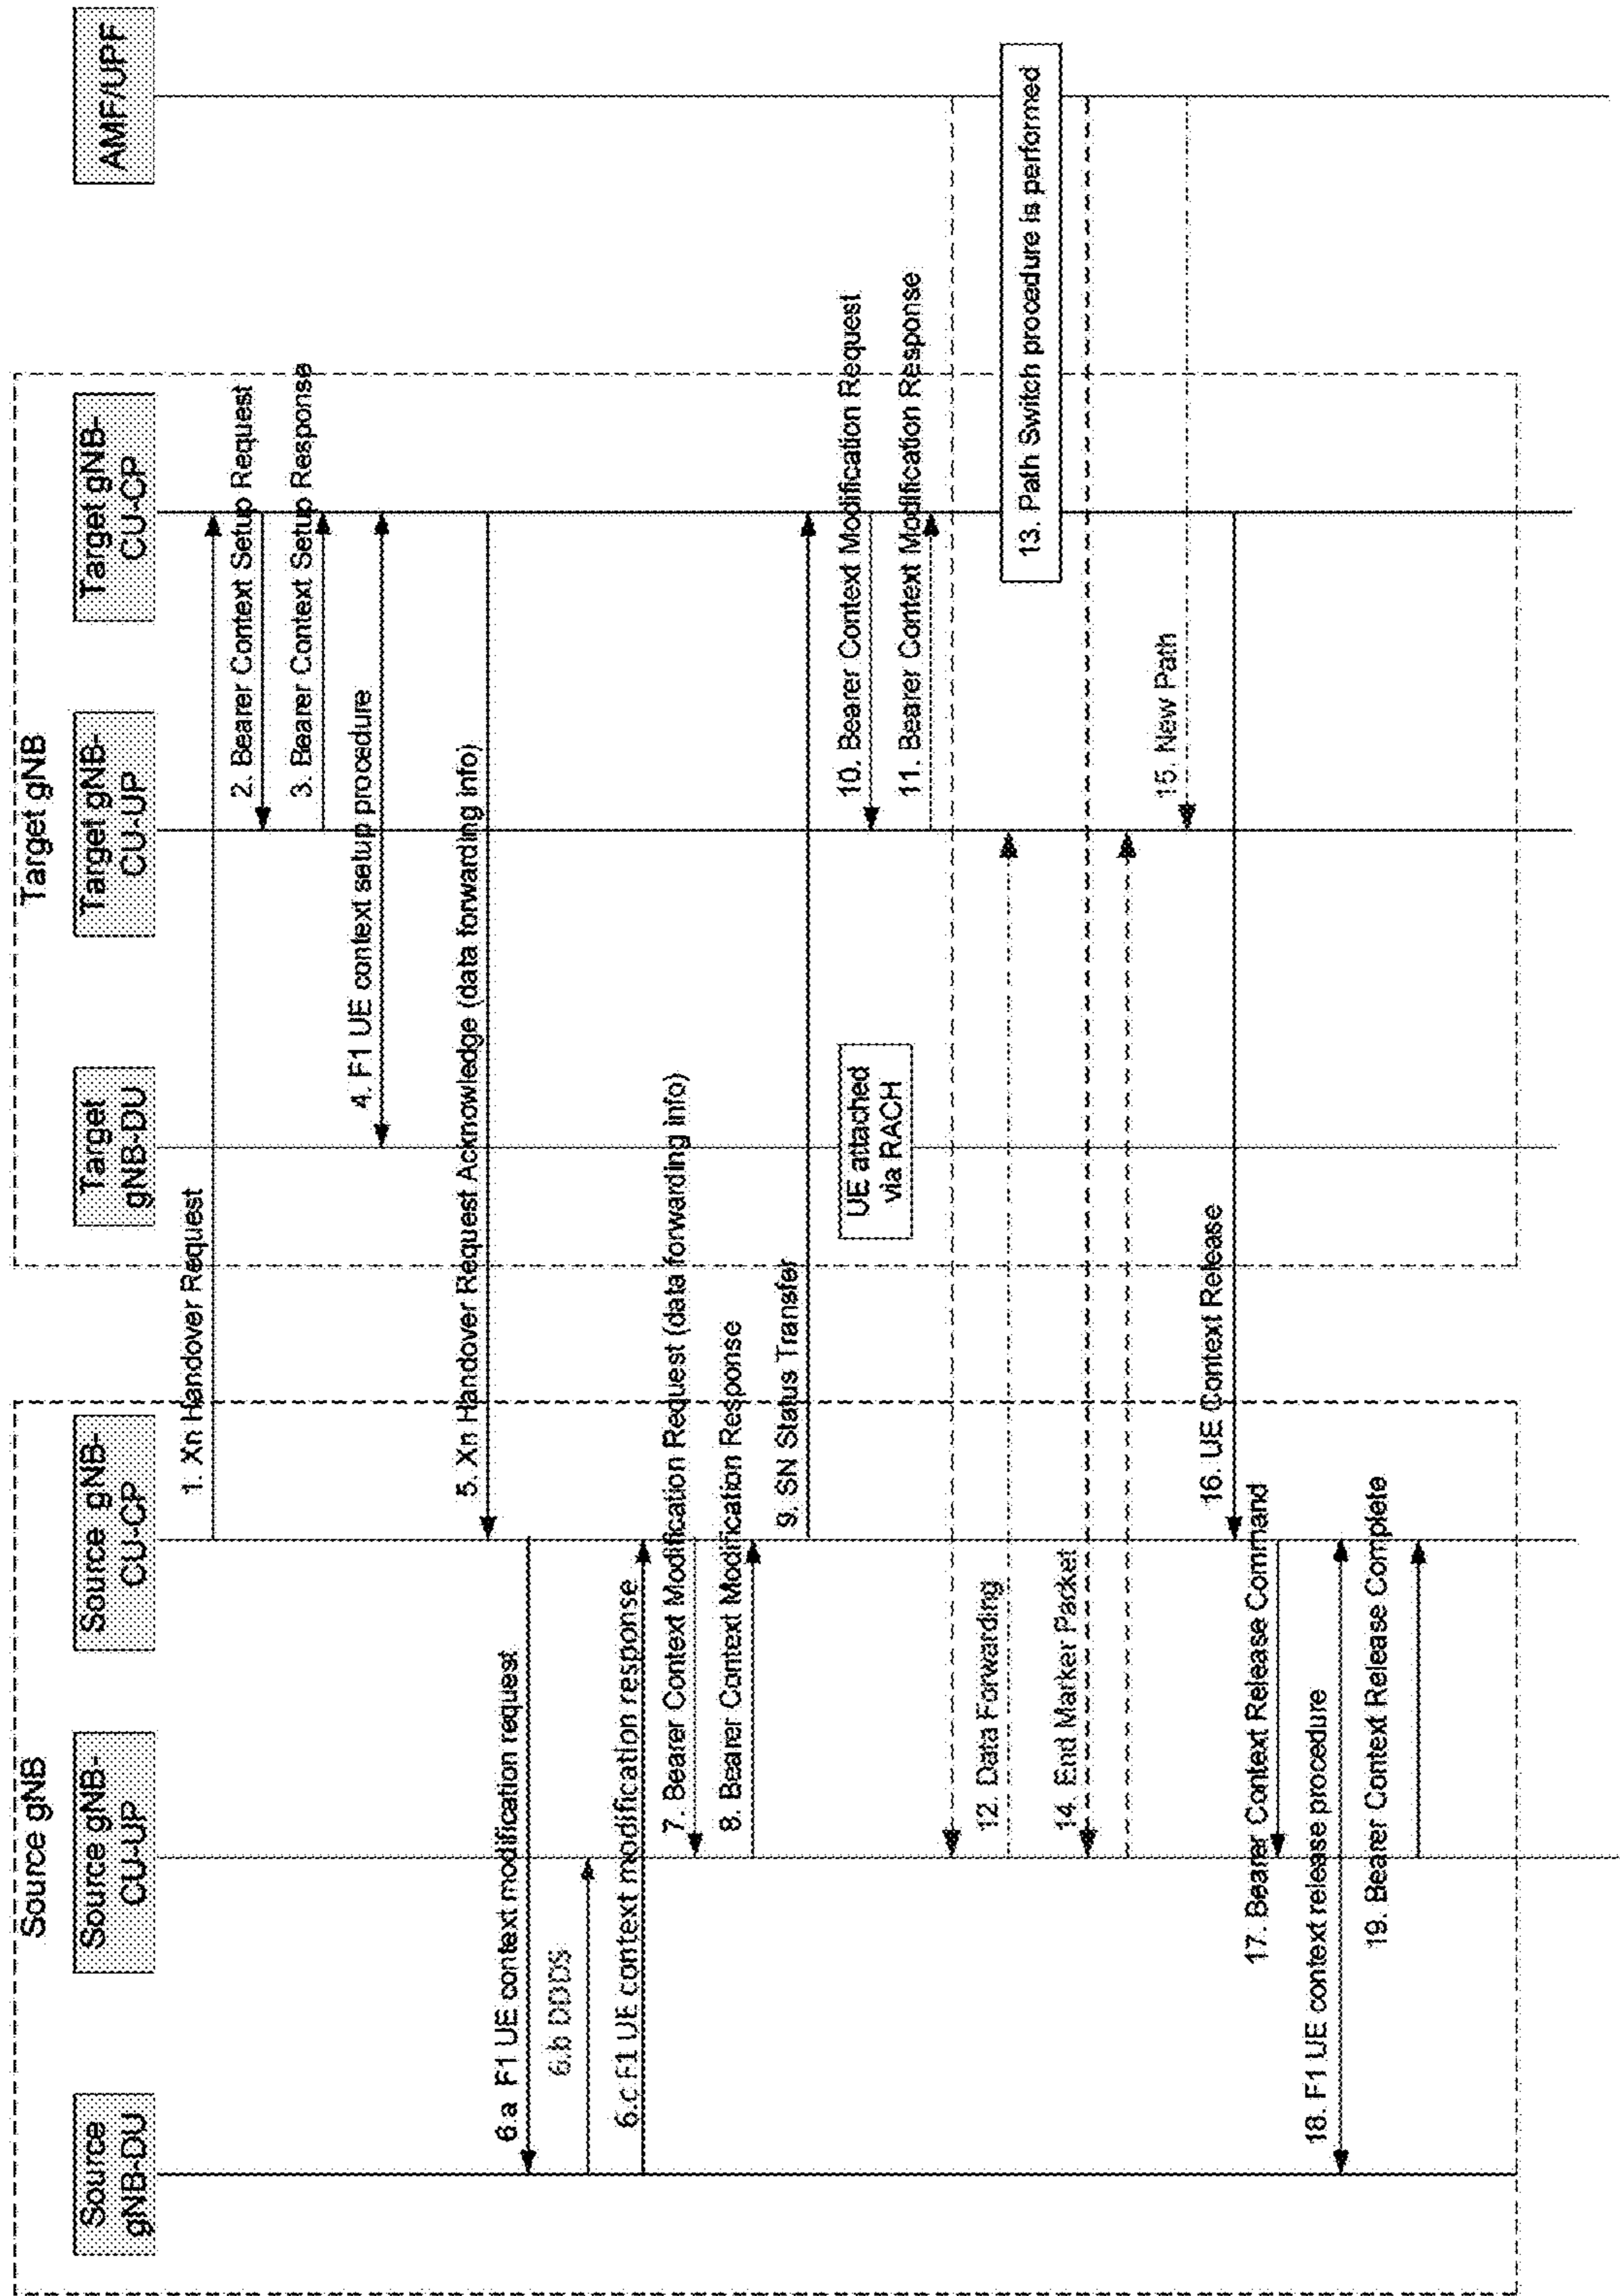 Source gNB
Target gNB
Source
gNB-DU
Source gNB-
CU-UP
Source gNB-
CU-CP
Target
gNB-DU
Target gNB-
CU-UP
Target gNB-
CU-CP
AMF/UPF
1. Xn Handover Request
2. Bearer Context Setup Request
3. Bearer Context Setup Response
4. F1 UE context setup procedure
5. Xn Handover Request Acknowledge (data forwarding info)
6.a F1 UE context modification request
6.b DDDS
6.c F1 UE context modification response
7. Bearer Context Modification Request (data forwarding info)
8. Bearer Context Modification Response
9. SN Status Transfer
UE attached
via RACH
10. Bearer Context Modification Request
11. Bearer Context Modification Response
12. Data Forwarding
13. Path Switch procedure is performed
14. End Marker Packet
15. New Path
16. UE Context Release
17. Bearer Context Release Command
18. F1 UE context release procedure
19. Bearer Context Release Complete